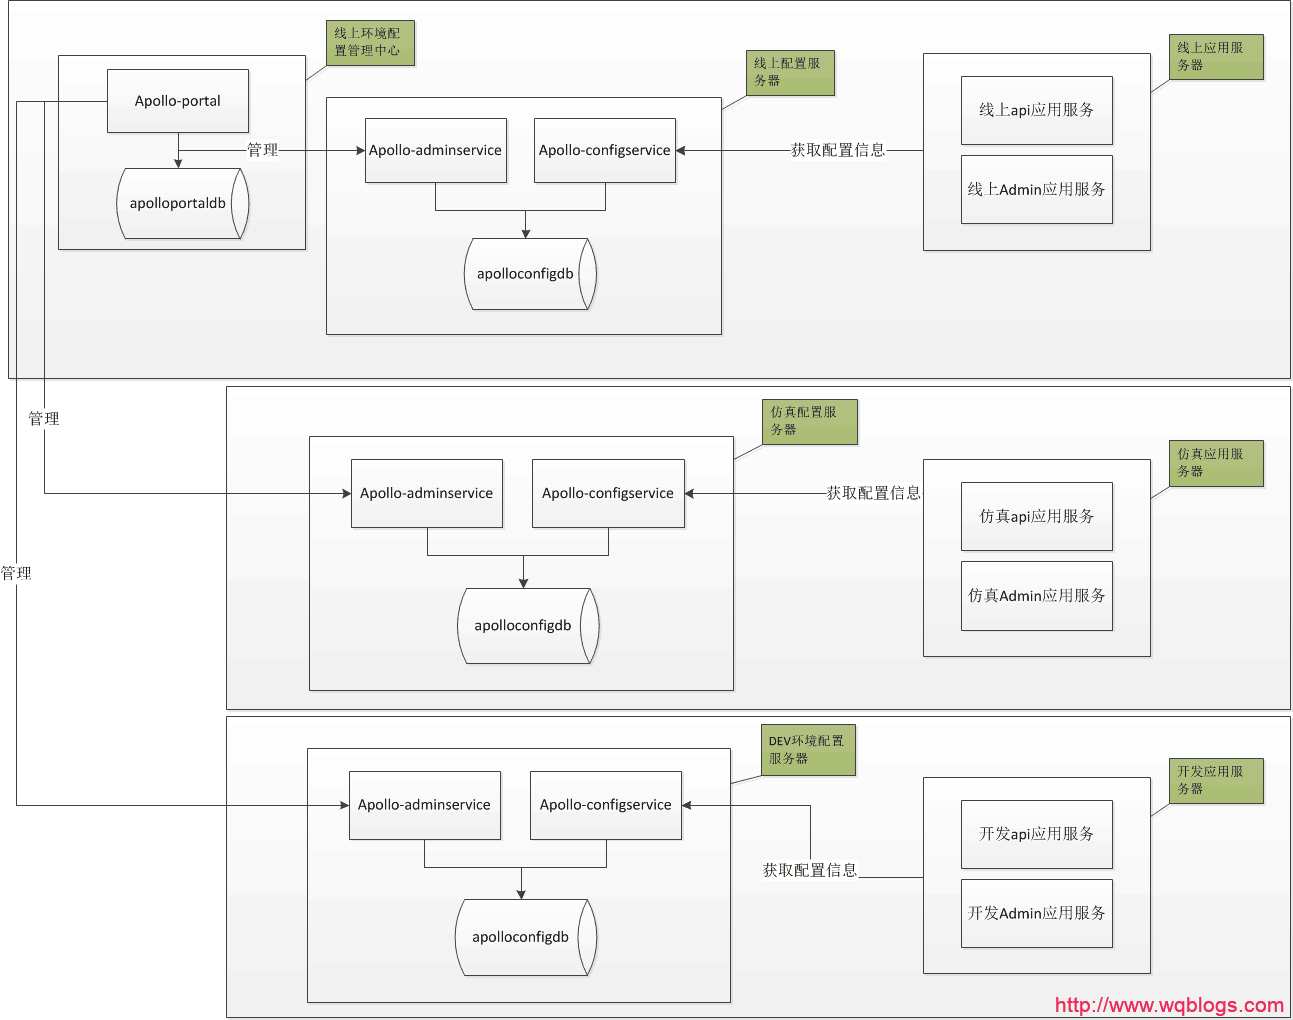 线上环境配
置管理中心
Apollo-portal
apolloportaldb
管理
线上配置服
务器
Apollo-adminservice
Apollo-configservice
apolloconfigdb
获取配置信息
线上应用服
务器
线上api应用服务
线上Admin应用服务
管理
仿真配置服
务器
Apollo-adminservice
Apollo-configservice
apolloconfigdb
获取配置信息
仿真应用服
务器
仿真api应用服务
仿真Admin应用服务
管理
DEV环境配置
服务器
Apollo-adminservice
Apollo-configservice
apolloconfigdb
获取配置信息
开发应用服
务器
开发api应用服务
开发Admin应用服务
http://www.wqblogs.com